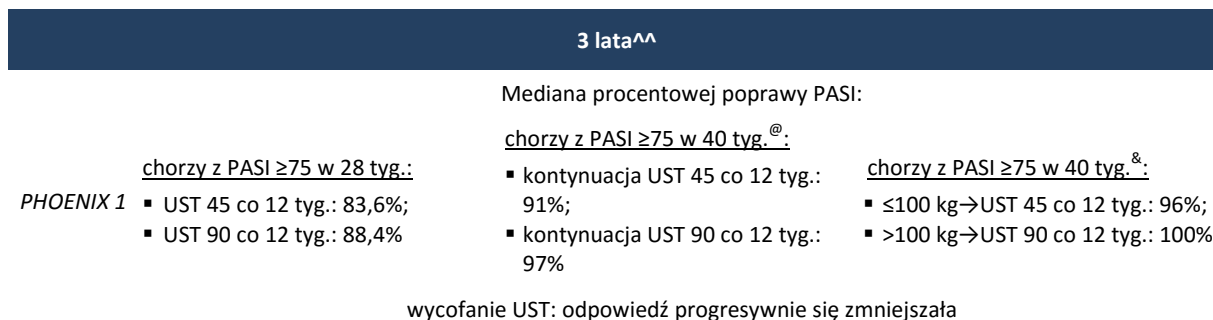 3 lata^^
Mediana procentowej poprawy PASI:
PHOENIX 1
chorzy z PASI ≥75 w 28 tyg.:
▪ UST 45 co 12 tyg.: 83,6%;
▪ UST 90 co 12 tyg.: 88,4%
chorzy z PASI ≥75 w 40 tyg.@:
▪ kontynuacja UST 45 co 12 tyg.:
91%;
▪ kontynuacja UST 90 co 12 tyg.:
97%
chorzy z PASI ≥75 w 40 tyg.&:
▪ ≤100 kg→UST 45 co 12 tyg.: 96%;
▪ >100 kg→UST 90 co 12 tyg.: 100%
wycofanie UST: odpowiedź progresywnie się zmniejszała